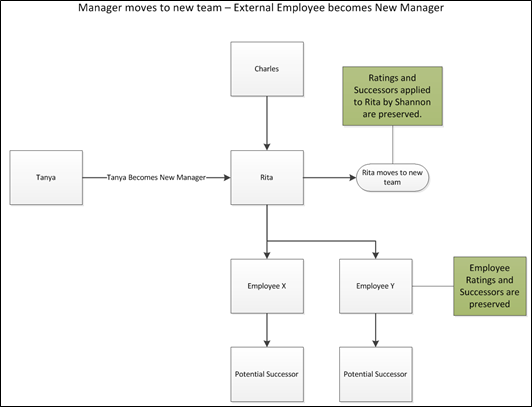 Manager moves to new team – External Employee becomes New Manager
Charles
Ratings and
Successors applied
to Rita by Shannon
are preserved.
Tanya
Tanya Becomes New Manager
Rita
Rita moves to new
team
Employee X
Employee Y
Employee
Ratings and
Successors are
preserved
Potential Successor
Potential Successor